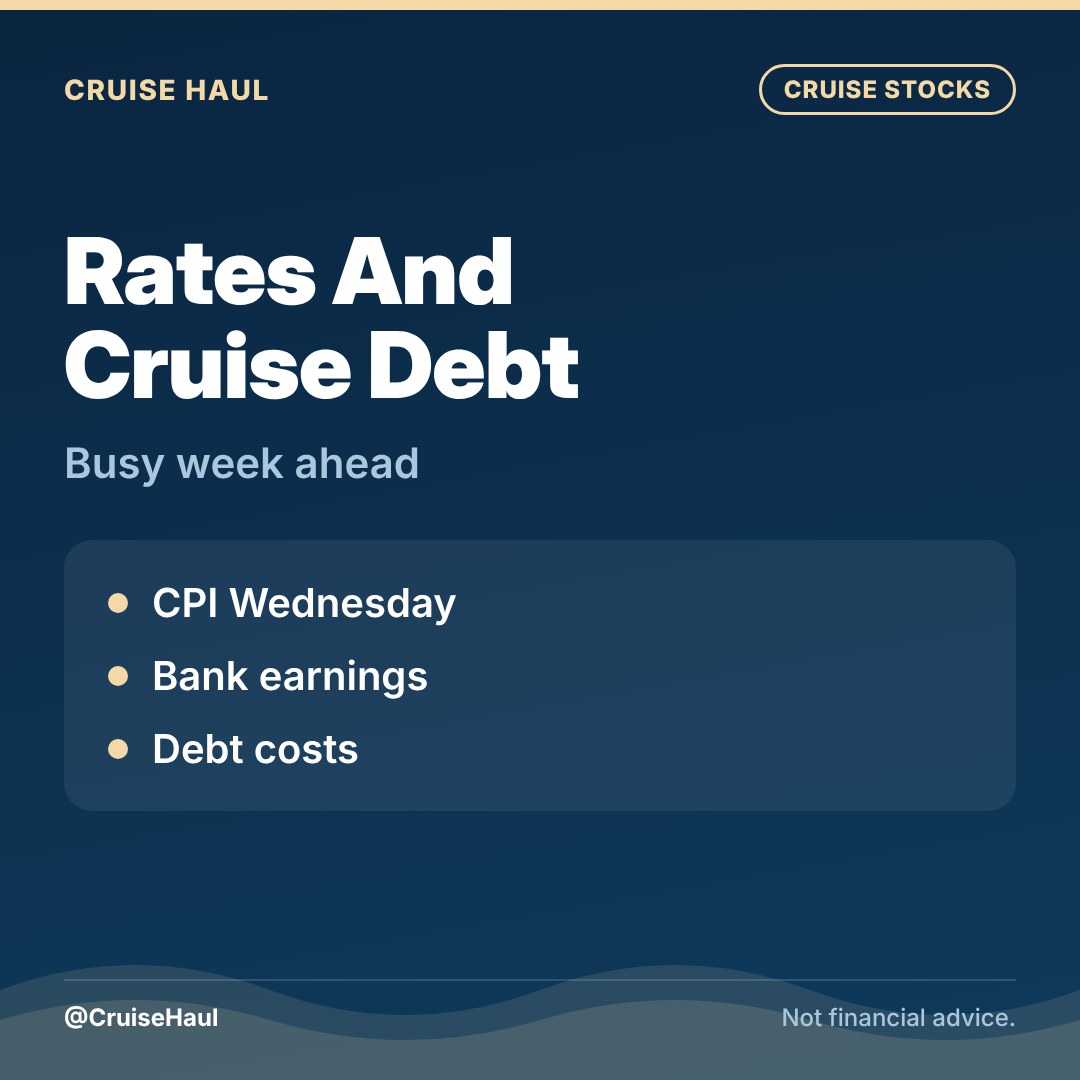 CRUISE HAUL
CRUISE STOCKS
Rates And
Cruise Debt
Busy week ahead
CPI Wednesday
Bank earnings
Debt costs
@CruiseHaul
Not financial advice.